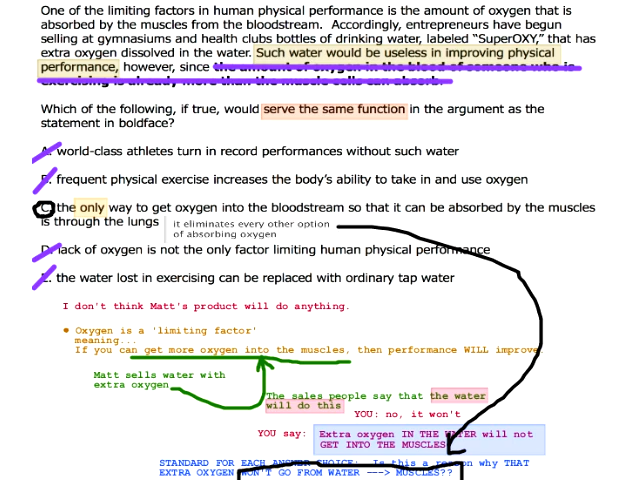 One of the limiting factors in human physical performance is the amount of oxygen that is
absorbed by the muscles from the bloodstream. Accordingly, entrepreneurs have begun
selling at gymnasiums and health clubs bottles of drinking water, labeled “SuperOXY,” that has
extra oxygen dissolved in the water. Such water would be useless in improving physical
performance, however, since the amount of oxygen in the blood of someone who is
exercising is already more than the muscle cells can absorb.
Which of the following, if true, would serve the same function in the argument as the
statement in boldface?
A. world-class athletes turn in record performances without such water
B. frequent physical exercise increases the body’s ability to take in and use oxygen
C. the only way to get oxygen into the bloodstream so that it can be absorbed by the muscles
is through the lungs
it eliminates every other option
of absorbing oxygen
D. lack of oxygen is not the only factor limiting human physical performance
E. the water lost in exercising can be replaced with ordinary tap water
I don't think Matt's product will do anything.
• Oxygen is a 'limiting factor'
meaning...
If you can get more oxygen into the muscles, then performance WILL improve.
Matt sells water with
extra oxygen
The sales people say that the water
will do this
YOU: no, it won't
YOU say: Extra oxygen IN THE WATER will not
GET INTO THE MUSCLES
STANDARD FOR EACH ANSWER CHOICE: Is this a reason why THAT
EXTRA OXYGEN WON'T GO FROM WATER ---> MUSCLES??